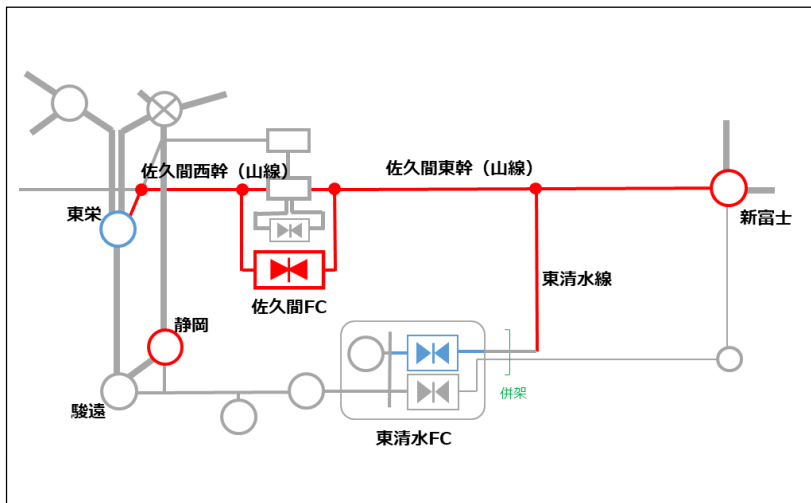 佐久間西幹（山線）
佐久間東幹（山線）
東栄
新富士
東清水線
佐久間FC
静岡
併架
駿遠
東清水FC